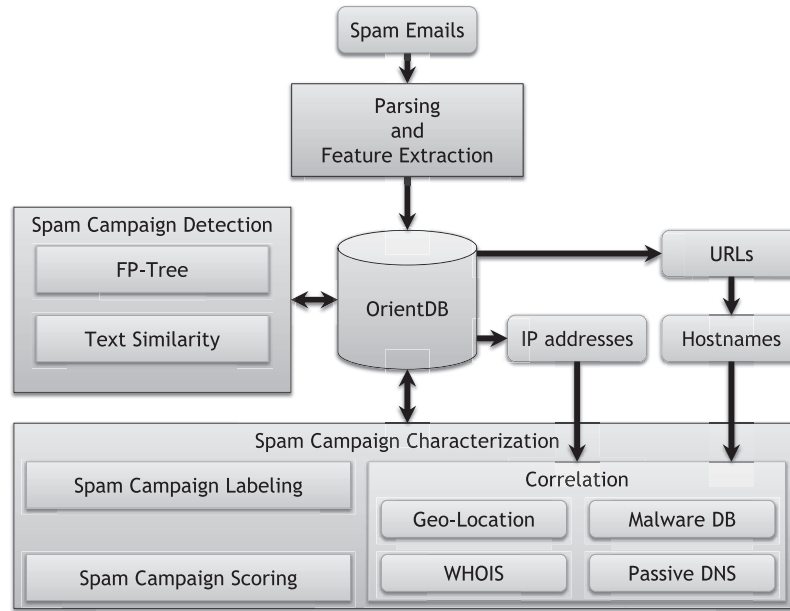 Spam Emails
Parsing
and
Feature Extraction
Spam Campaign Detection
FP-Tree
Text Similarity
OrientDB
URLs
IP addresses
Hostnames
Spam Campaign Characterization
Spam Campaign Labeling
Spam Campaign Scoring
Correlation
Geo-Location
Malware DB
WHOIS
Passive DNS